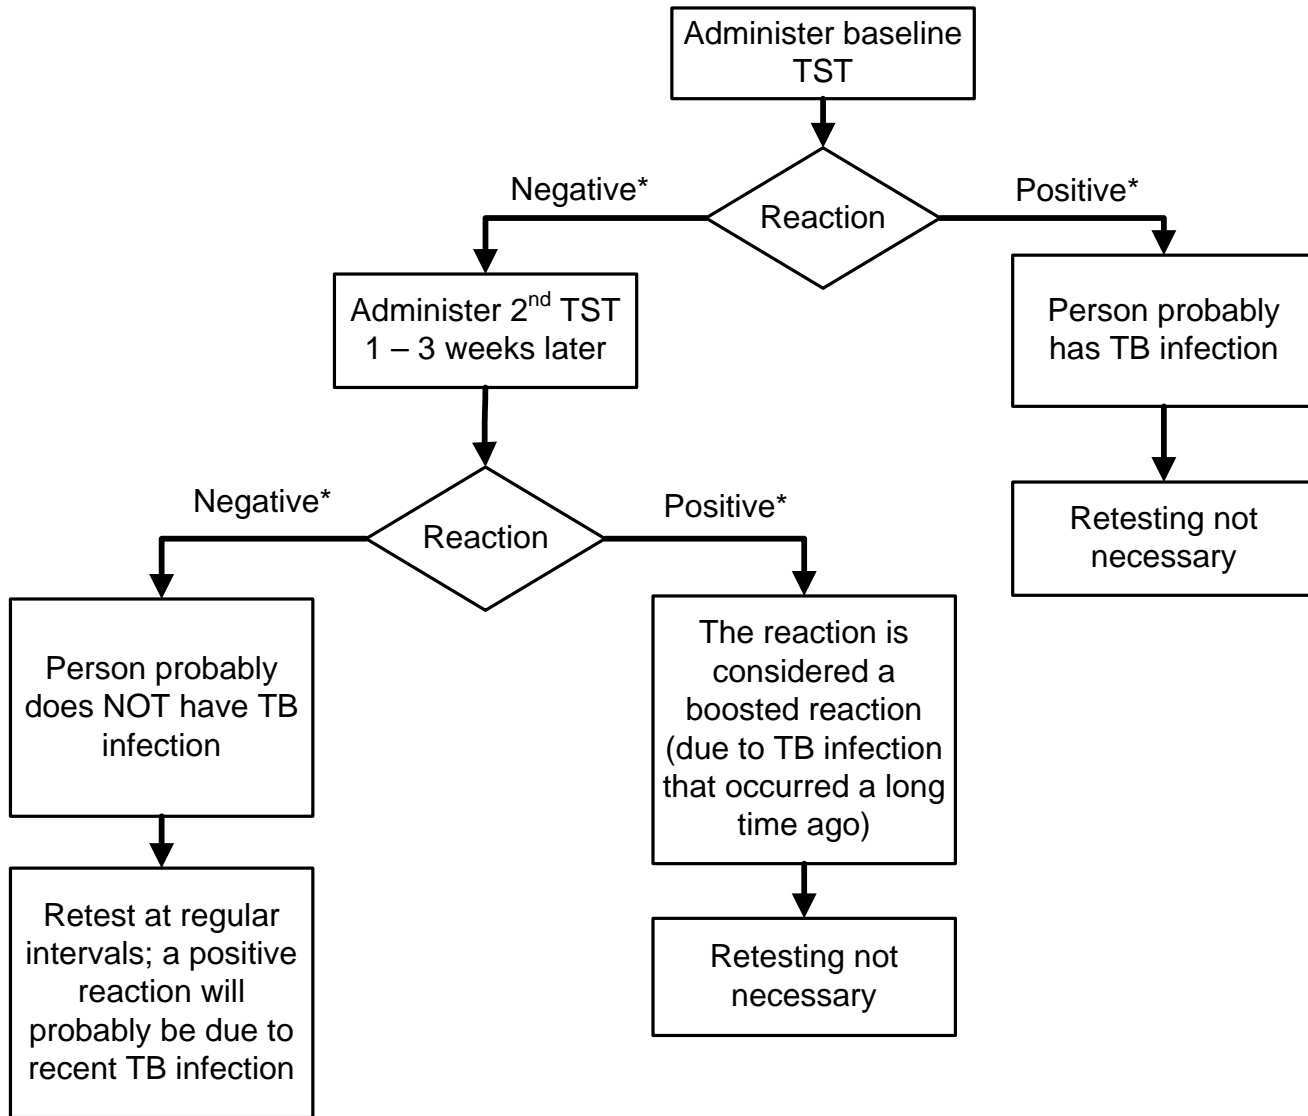 Administer baseline
TST
Reaction
Negative*
Positive*
Administer 2nd TST
1 – 3 weeks later
Person probably
has TB infection
Retesting not
necessary
Reaction
Negative*
Positive*
Person probably
does NOT have TB
infection
The reaction is
considered a
boosted reaction
(due to TB infection
that occurred a long
time ago)
Retest at regular
intervals; a positive
reaction will
probably be due to
recent TB infection
Retesting not
necessary